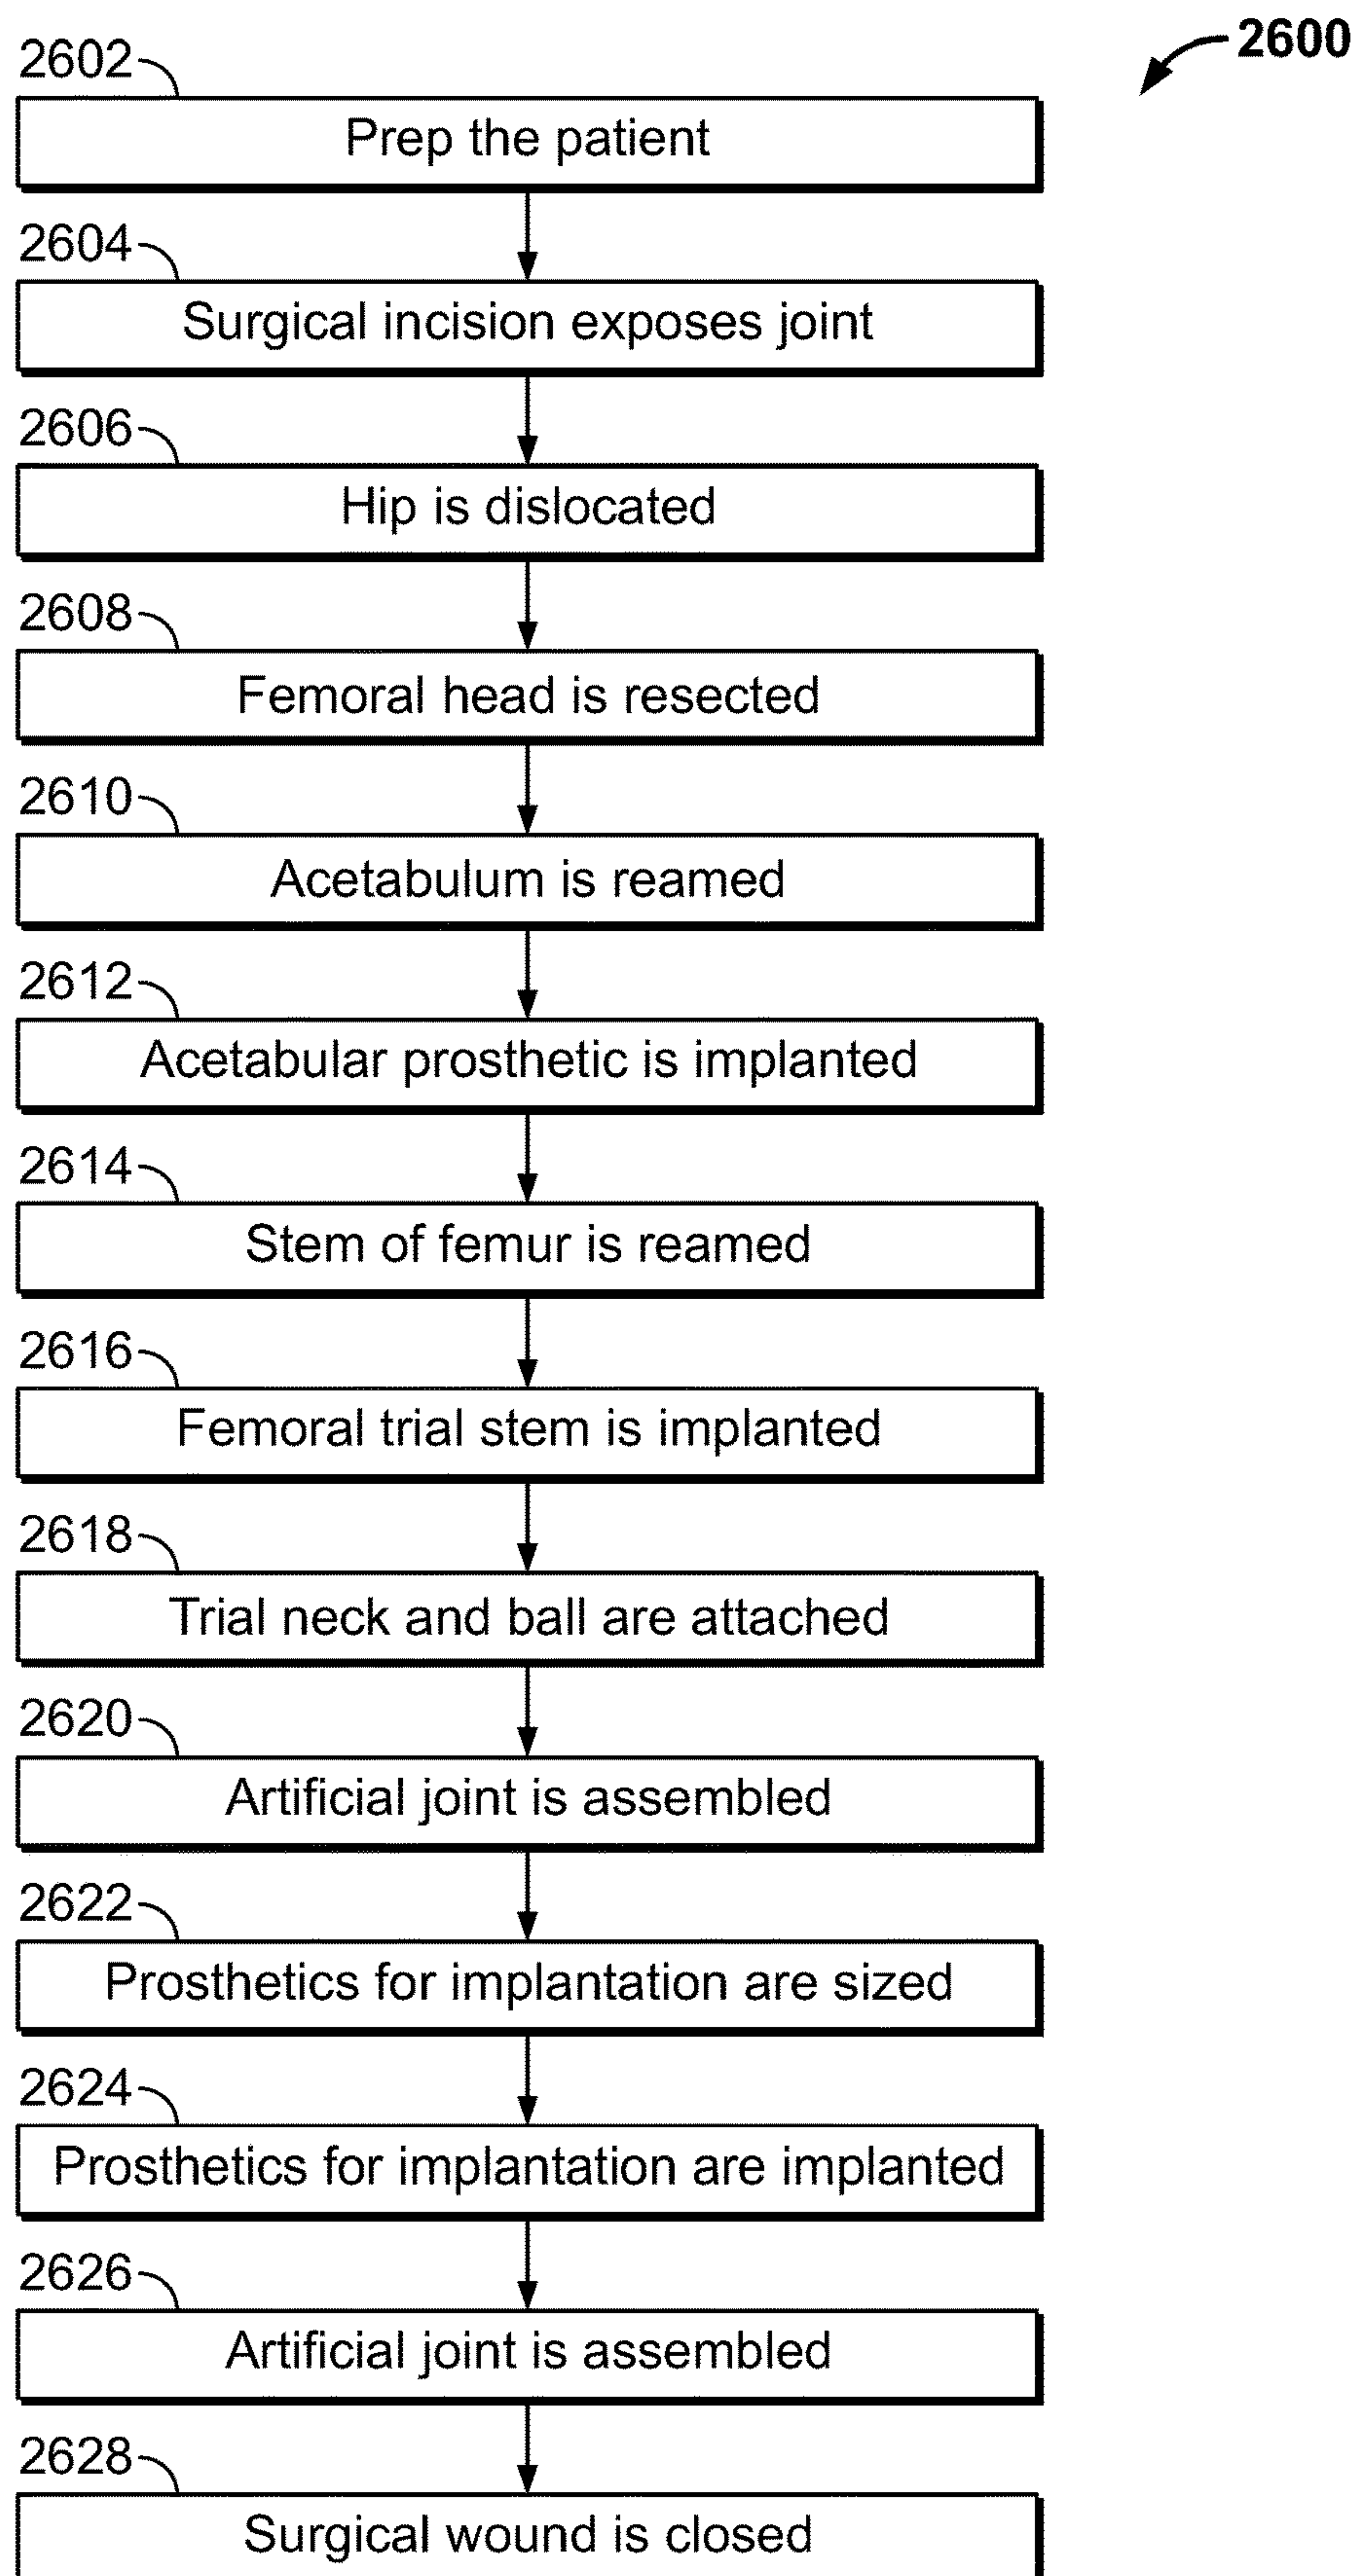 2600
2602
Prep the patient
2604
Surgical incision exposes joint
2606
Hip is dislocated
2608
Femoral head is resected
2610
Acetabulum is reamed
2612
Acetabular prosthetic is implanted
2614
Stem of femur is reamed
2616
Femoral trial stem is implanted
2618
Trial neck and ball are attached
2620
Artificial joint is assembled
2622
Prosthetics for implantation are sized
2624
Prosthetics for implantation are implanted
2626
Artificial joint is assembled
2628
Surgical wound is closed